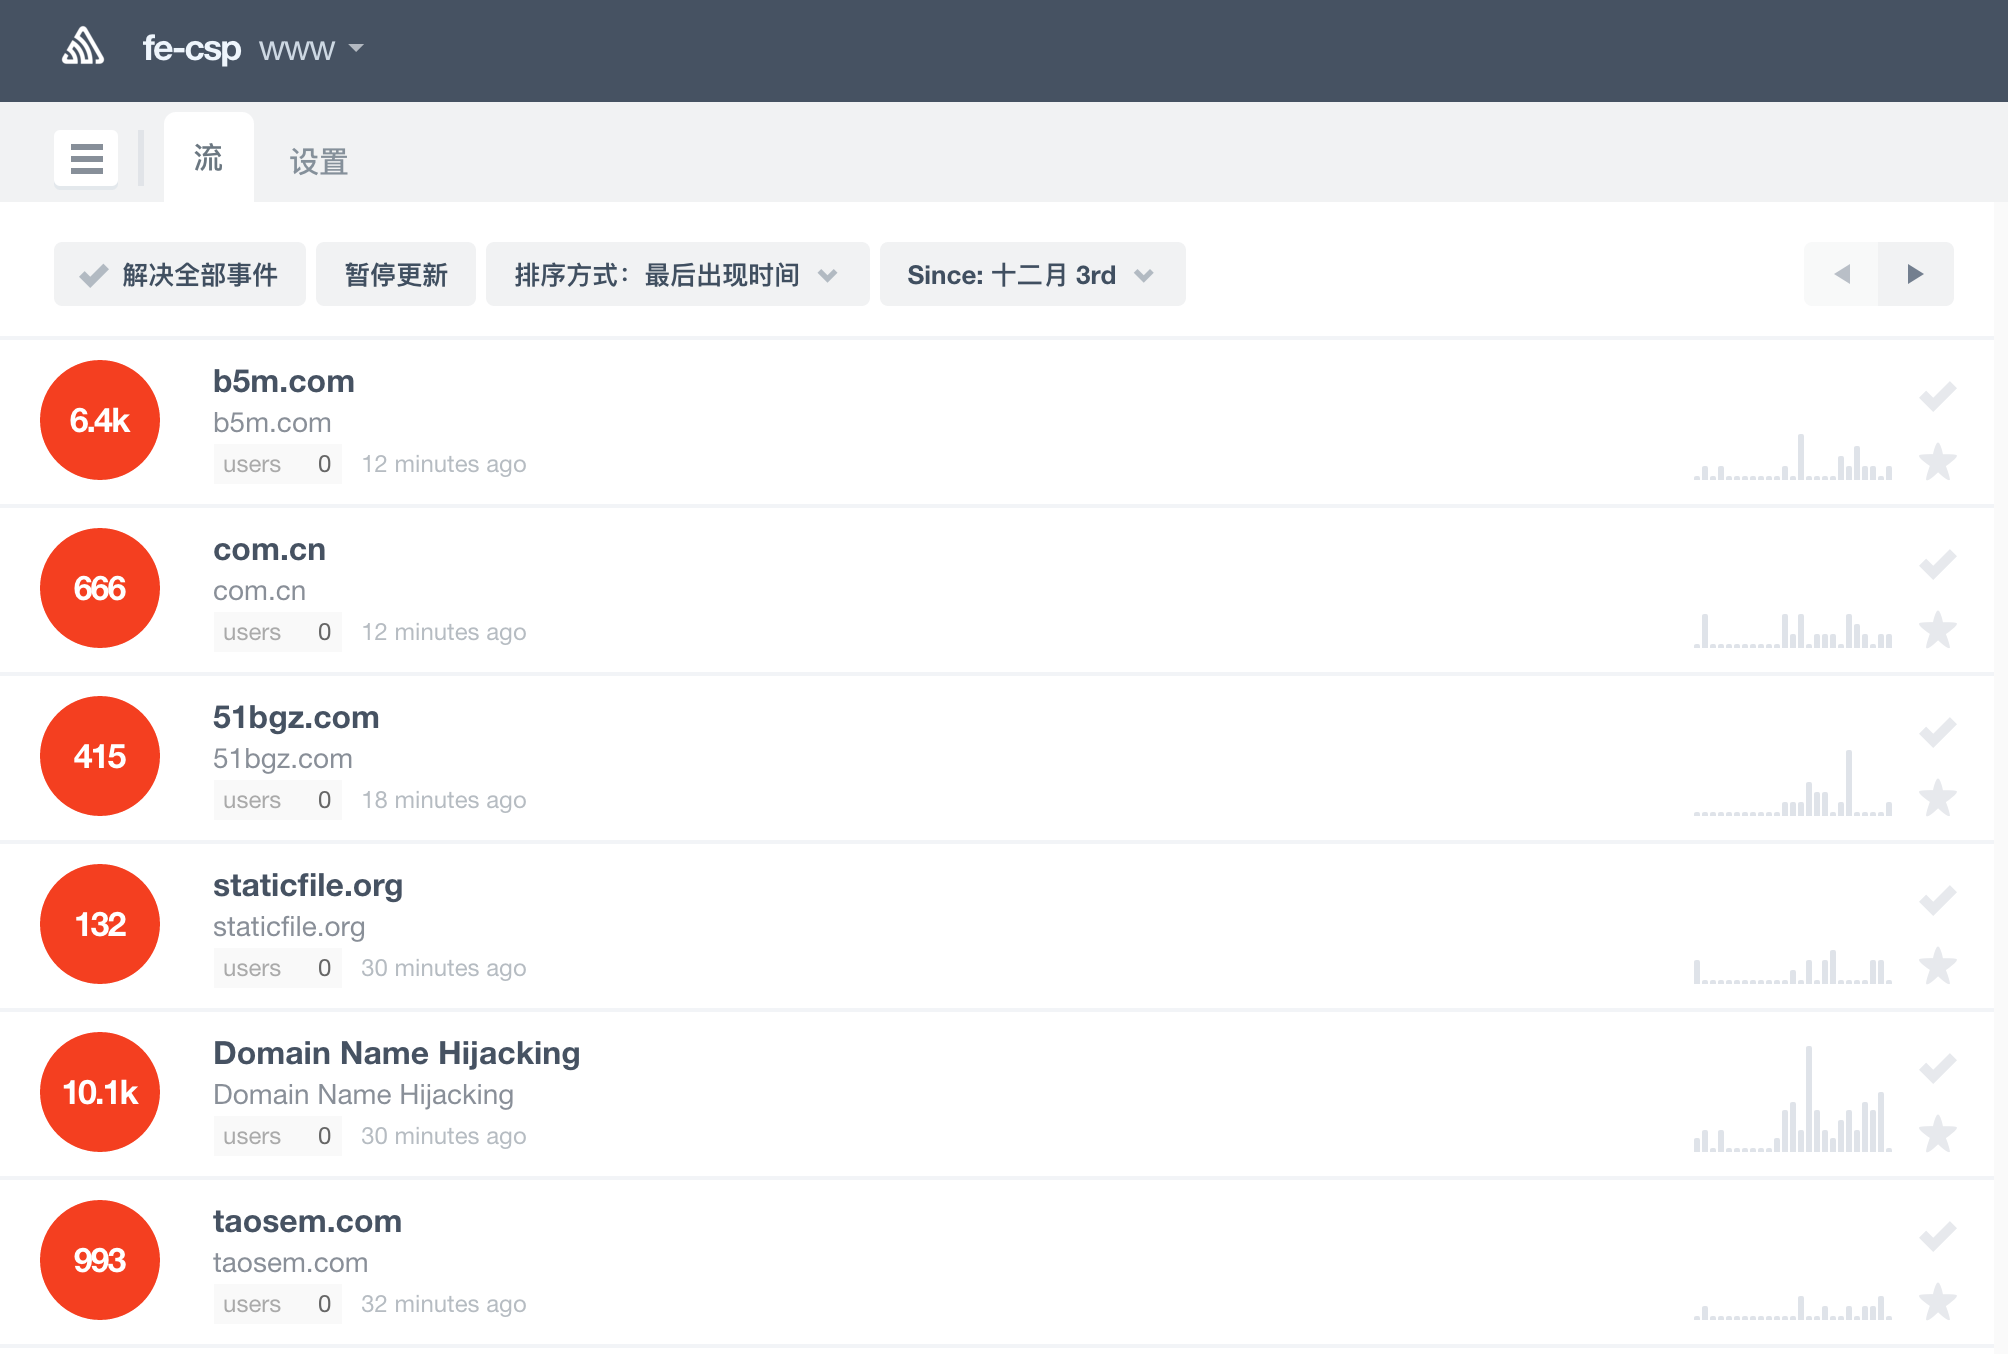 fe-csp www
流 设置
解决全部事件 暂停更新 排序方式：最后出现时间 Since: 十二月 3rd
6.4k
b5m.com
b5m.com
users 0 12 minutes ago
666
com.cn
com.cn
users 0 12 minutes ago
415
51bgz.com
51bgz.com
users 0 18 minutes ago
132
staticfile.org
staticfile.org
users 0 30 minutes ago
10.1k
Domain Name Hijacking
Domain Name Hijacking
users 0 30 minutes ago
993
taosem.com
taosem.com
users 0 32 minutes ago